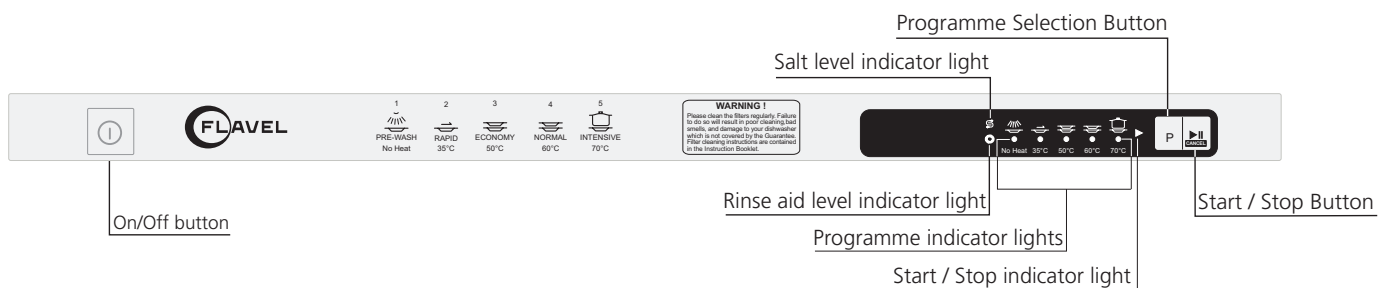 Programme Selection Button
Salt level indicator light
FLAVEL
1 2 3 4 5
PRE-WASH RAPID ECONOMY NORMAL INTENSIVE
No Heat 35°C 50°C 60°C 70°C
WARNING !
Please clean the filters regularly. Failure
to do so will result in poor cleaning,bad
smells, and damage to your dishwasher
which is not covered by the Guarantee.
Filter cleaning instructions are contained
in the Instruction Booklet.
P
CANCEL
No Heat 35°C 50°C 60°C 70°C
Rinse aid level indicator light
Start / Stop Button
On/Off button
Programme indicator lights
Start / Stop indicator light